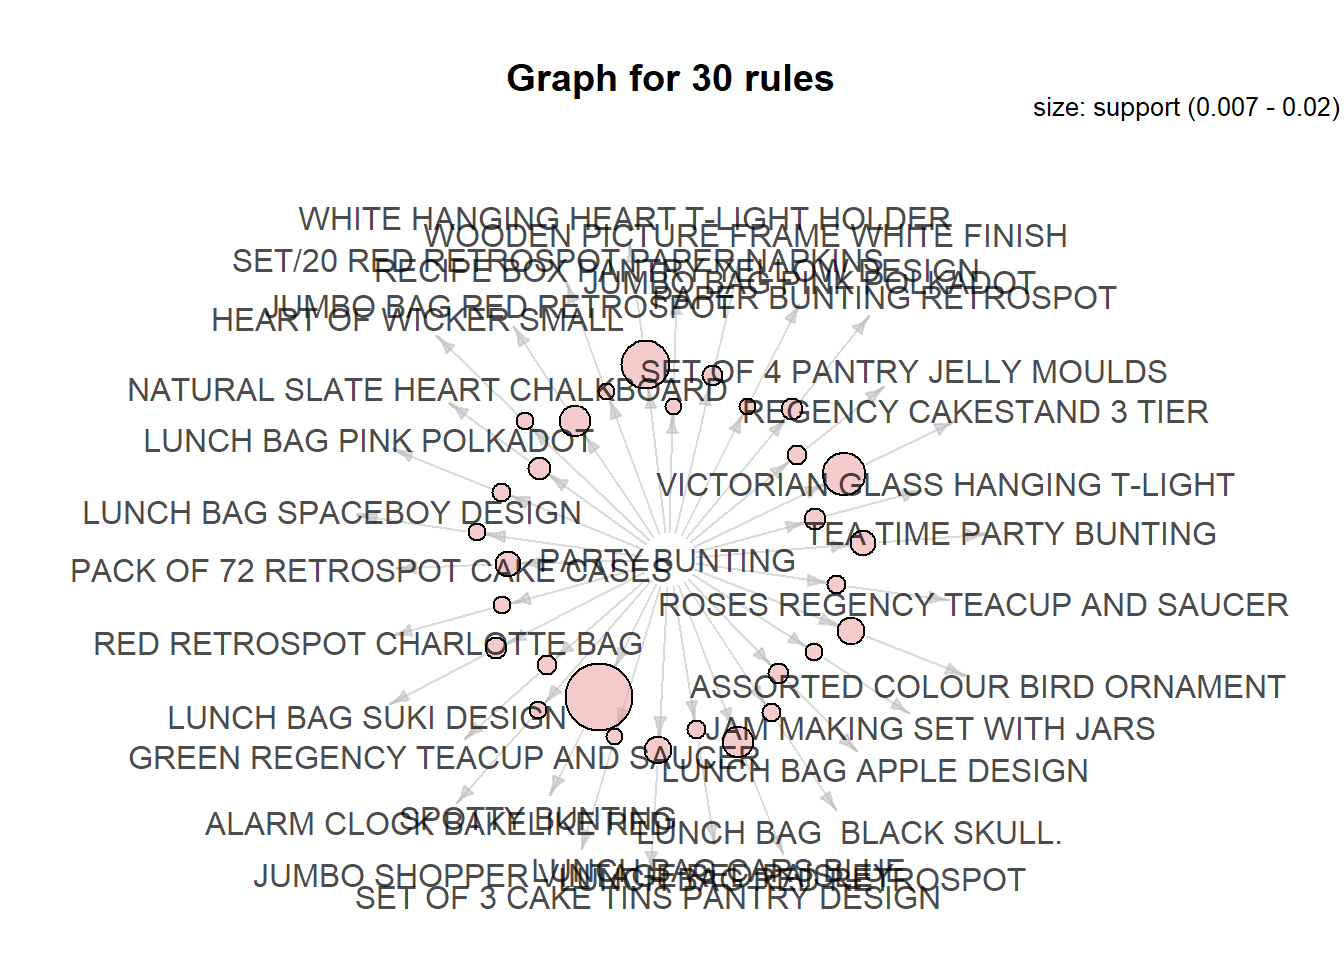 Graph for 30 rules
size: support (0.007 - 0.02)
WHITE HANGING HEART T-LIGHT HOLDER
WOODEN PICTURE FRAME WHITE FINISH
SET/20 RED RETROSPOT PAPER NAPKINS
RECIPE BOX PANTRY YELLOW DESIGN
JUMBO BAG PINK POLKADOT
PAPER BUNTING RETROSPOT
JUMBO BAG RED RETROSPOT
HEART OF WICKER SMALL
SET OF 4 PANTRY JELLY MOULDS
NATURAL SLATE HEART CHALKBOARD
REGENCY CAKESTAND 3 TIER
LUNCH BAG PINK POLKADOT
VICTORIAN GLASS HANGING T-LIGHT
LUNCH BAG SPACEBOY DESIGN
TEA TIME PARTY BUNTING
PARTY BUNTING
PACK OF 72 RETROSPOT CAKE CASES
ROSES REGENCY TEACUP AND SAUCER
RED RETROSPOT CHARLOTTE BAG
ASSORTED COLOUR BIRD ORNAMENT
LUNCH BAG SUKI DESIGN
JAM MAKING SET WITH JARS
GREEN REGENCY TEACUP AND SAUCER
LUNCH BAG APPLE DESIGN
SPOTTY BUNTING
ALARM CLOCK BAKELIKE RED
LUNCH BAG  BLACK SKULL.
LUNCH BAG CARS BLUE
JUMBO SHOPPER VINTAGE RED PAISLEY
LUNCH BAG RED RETROSPOT
SET OF 3 CAKE TINS PANTRY DESIGN